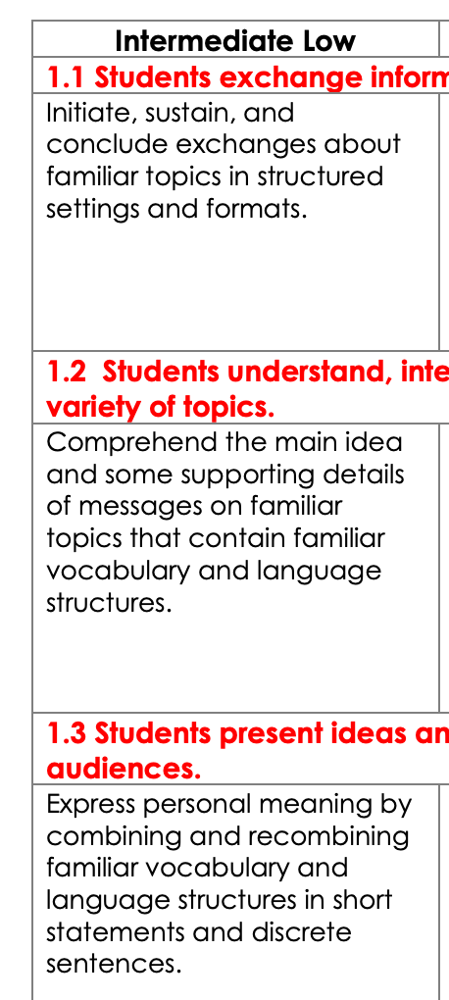 Intermediate Low
1.1 Students exchange inform
Initiate, sustain, and
conclude exchanges about
familiar topics in structured
settings and formats.
1.2  Students understand, inte
variety of topics.
Comprehend the main idea
and some supporting details
of messages on familiar
topics that contain familiar
vocabulary and language
structures.
1.3 Students present ideas an
audiences.
Express personal meaning by
combining and recombining
familiar vocabulary and
language structures in short
statements and discrete
sentences.